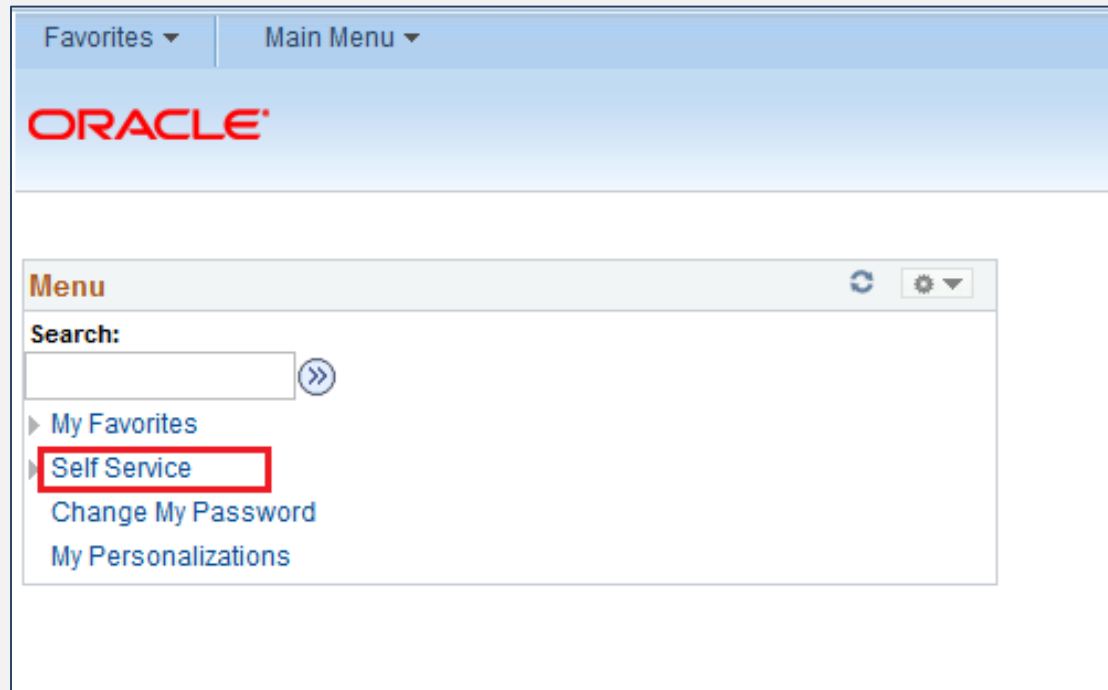 Favorites Main Menu
ORACLE
Menu
Search:
My Favorites
Self Service
Change My Password
My Personalizations